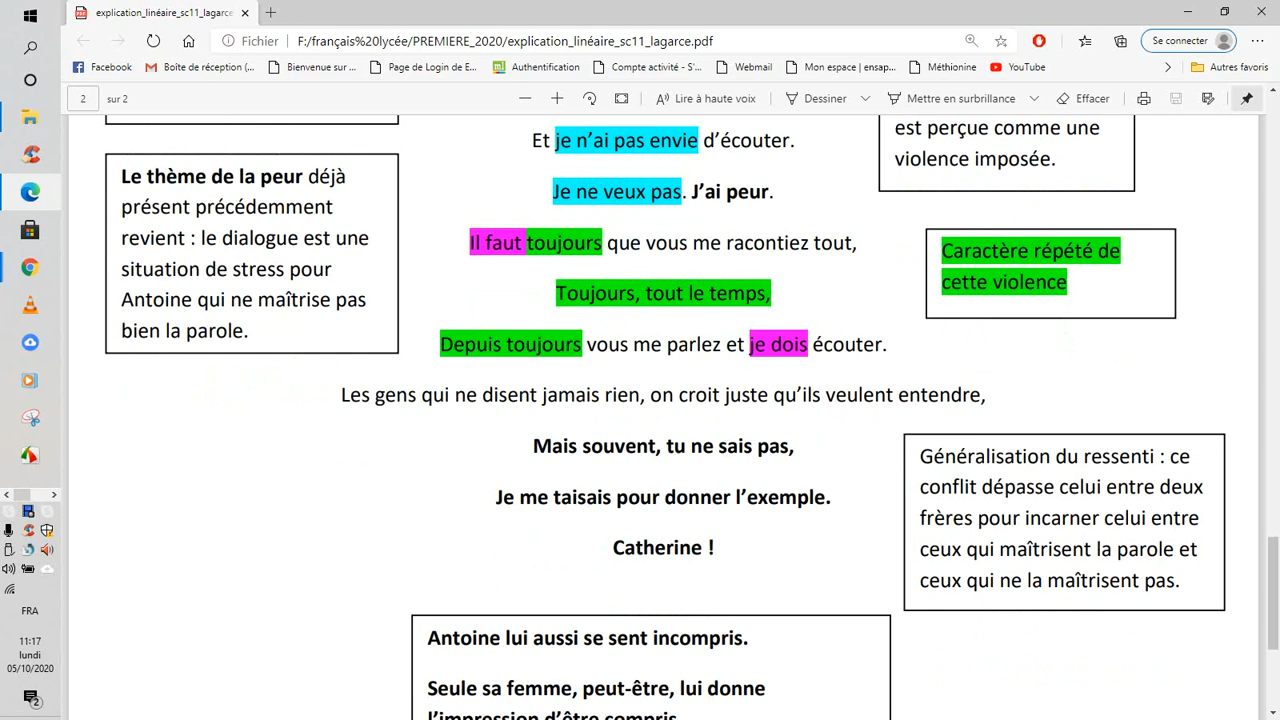 explication_linéaire_sc11_lagarce
Fichier F:/français%20lycée/PREMIERE_2020/explication_linéaire_sc11_lagarce.pdf
Se connecter
Facebook
Boîte de réception (...
Bienvenue sur ...
Page de Login de E...
Authentification
Compte activité - S'...
Webmail
Mon espace | ensap...
Méthionine
YouTube
Autres favoris
2 sur 2
Lire à haute voix
Dessiner
Mettre en surbrillance
Effacer
Et je n'ai pas envie d'écouter.
Je ne veux pas. J'ai peur.
Il faut toujours que vous me racontiez tout,
Toujours, tout le temps,
Depuis toujours vous me parlez et je dois écouter.
Les gens qui ne disent jamais rien, on croit juste qu'ils veulent entendre,
Mais souvent, tu ne sais pas,
Je me taisais pour donner l'exemple.
Catherine !
Le thème de la peur déjà
présent précédemment
revient : le dialogue est une
situation de stress pour
Antoine qui ne maîtrise pas
bien la parole.
est perçue comme une
violence imposée.
Caractère répété de
cette violence
Généralisation du ressenti : ce
conflit dépasse celui entre deux
frères pour incarner celui entre
ceux qui maîtrisent la parole et
ceux qui ne la maîtrisent pas.
Antoine lui aussi se sent incompris.
Seule sa femme, peut-être, lui donne
l'impression d'être compris
FRA
11:17
lundi
05/10/2020
2